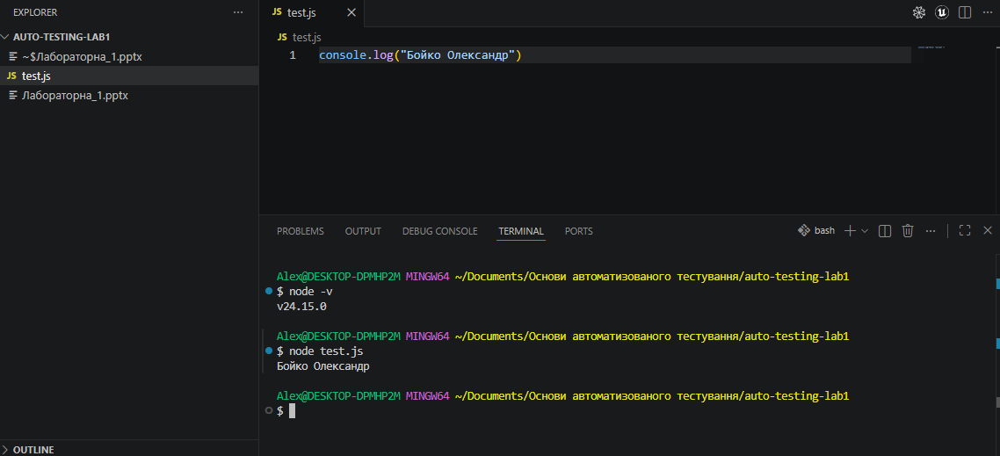 EXPLORER
AUTO-TESTING-LAB1
~$Лабораторна_1.pptx
JS test.js
Лабораторна_1.pptx
OUTLINE
JS test.js
JS test.js
1 console.log("Бойко Олександр")
PROBLEMS OUTPUT DEBUG CONSOLE TERMINAL PORTS bash
Alex@DESKTOP-DPMHP2M MINGW64 ~/Documents/Основи автоматизованого тестування/auto-testing-lab1
$ node -v
v24.15.0
Alex@DESKTOP-DPMHP2M MINGW64 ~/Documents/Основи автоматизованого тестування/auto-testing-lab1
$ node test.js
Бойко Олександр
Alex@DESKTOP-DPMHP2M MINGW64 ~/Documents/Основи автоматизованого тестування/auto-testing-lab1
$